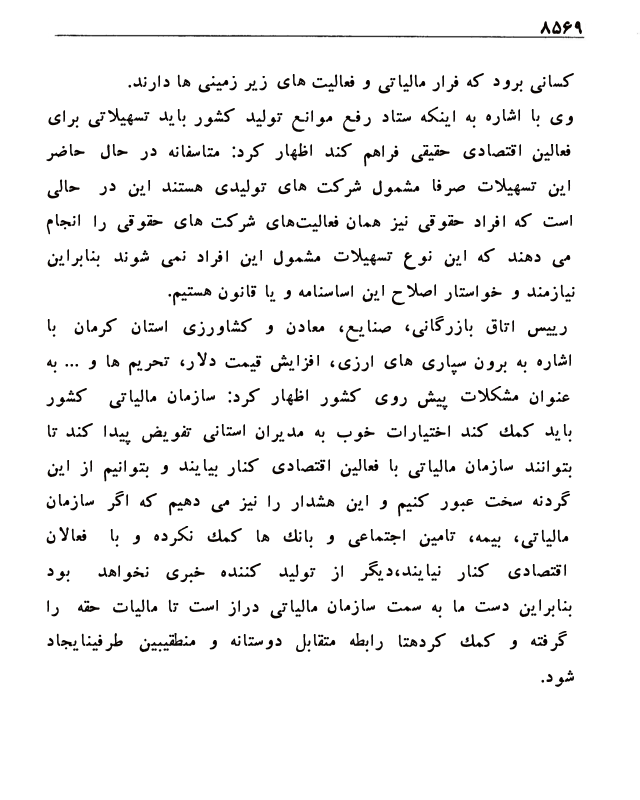 ۸۵۶۹
کسانی برود که فرار مالیاتی و فعالیت های زیر زمینی ها دارند.
وی با اشاره به اینکه ستاد رفع موانع تولید کشور باید تسهیلاتی برای
فعالین اقتصادی حقیقی فراهم کند اظهار کرد: متاسفانه در حال حاضر
این تسهیلات صرفا مشمول شرکت های تولیدی هستند این در حالی
است که افراد حقوقی نیز همان فعالیت‌های شرکت های حقوقی را انجام
می دهند که این نوع تسهیلات مشمول این افراد نمی شوند بنابراین
نیازمند و خواستار اصلاح این اساسنامه و یا قانون هستیم.
رییس اتاق بازرگانی، صنایع، معادن و کشاورزی استان کرمان با
اشاره به برون سپاری های ارزی، افزایش قیمت دلار، تحریم ها و ... به
عنوان مشکلات پیش روی کشور اظهار کرد: سازمان مالیاتی کشور
باید کمك کند اختیارات خوب به مدیران استانی تفویض پیدا کند تا
بتوانند سازمان مالیاتی با فعالین اقتصادی کنار بیایند و بتوانیم از این
گردنه سخت عبور کنیم و این هشدار را نیز می دهیم که اگر سازمان
مالیاتی، بیمه، تامین اجتماعی و بانك ها کمك نکرده و با فعالان
اقتصادی کنار نیایند،دیگر از تولید کننده خبری نخواهد بود
بنابراین دست ما به سمت سازمان مالیاتی دراز است تا مالیات حقه را
گرفته و کمك کردهتا رابطه متقابل دوستانه و منطقیبین طرفینایجاد
شود.